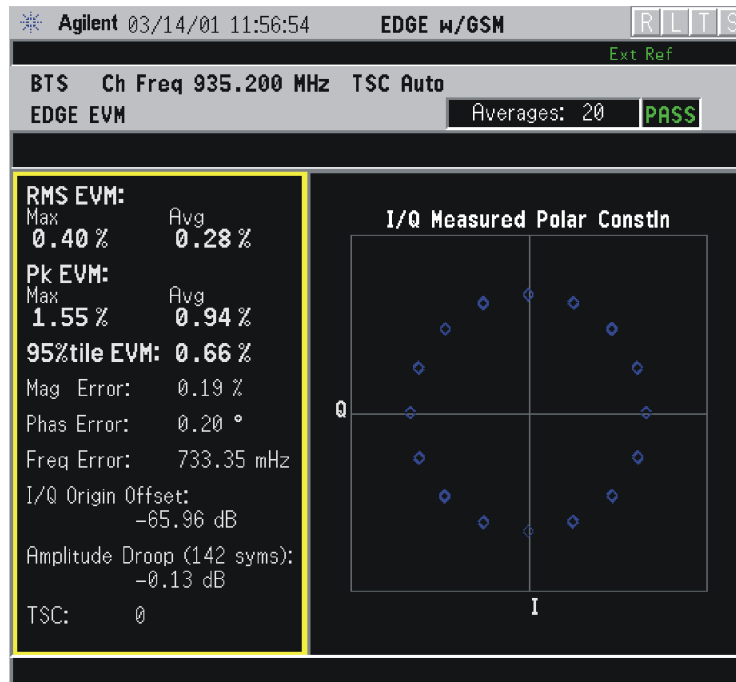 Agilent 03/14/01 11:56:54 EDGE w/GSM R L T S
Ext Ref
BTS Ch Freq 935.200 MHz TSC Auto
EDGE EVM Averages: 20 PASS
RMS EVM:
Max Avg
0.40 % 0.28 %
Pk EVM:
Max Avg
1.55 % 0.94 %
95%tile EVM: 0.66 %
Mag Error: 0.19 %
Phas Error: 0.20 °
Freq Error: 733.35 mHz
I/Q Origin Offset:
-65.96 dB
Amplitude Droop (142 syms):
-0.13 dB
TSC: 0
I/Q Measured Polar Constln
Q
I